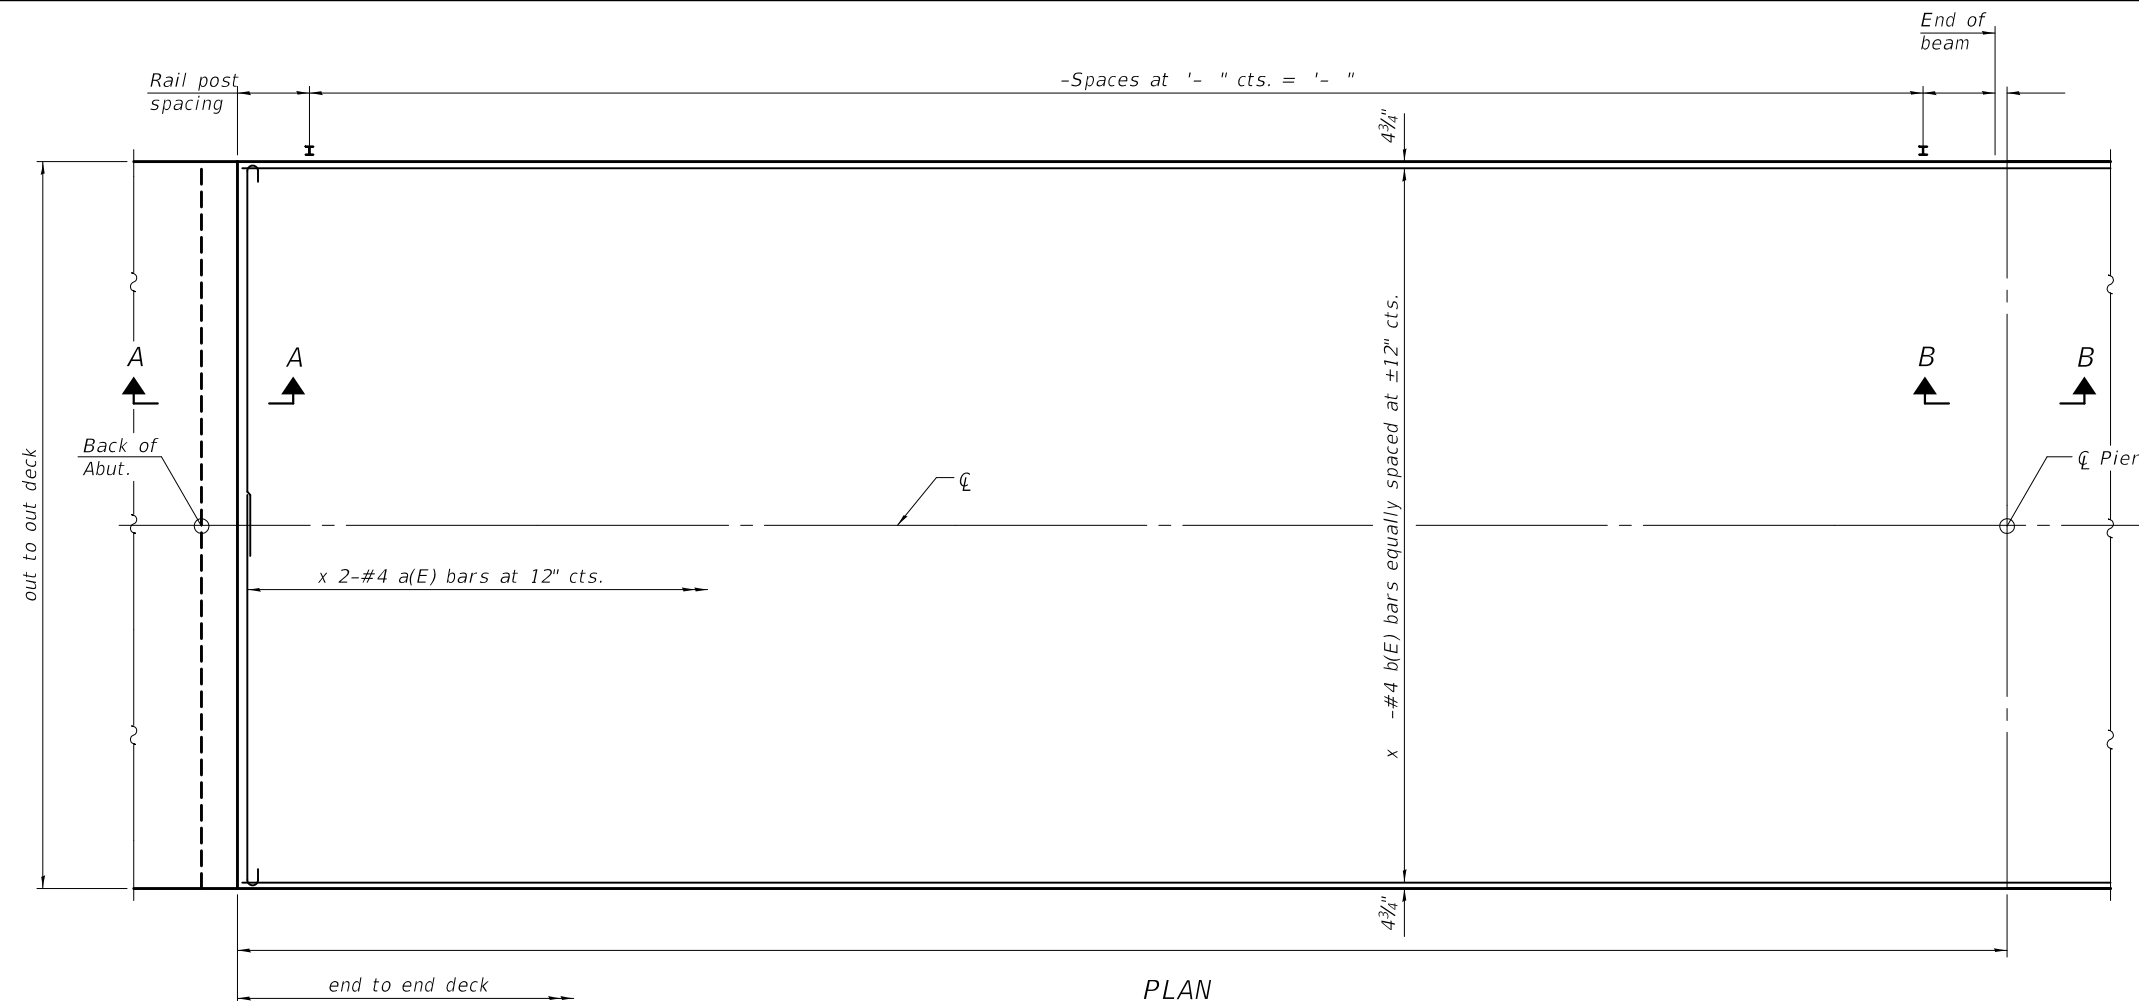 End of
beam
Rail post
spacing
-Spaces at '- " cts. = '- "
4¾"
A
A
B
B
Back of
Abut.
℄
℄ Pier
out to out deck
x 2-#4 a(E) bars at 12" cts.
x -#4 b(E) bars equally spaced at ±12" cts.
4¾"
end to end deck
PLAN